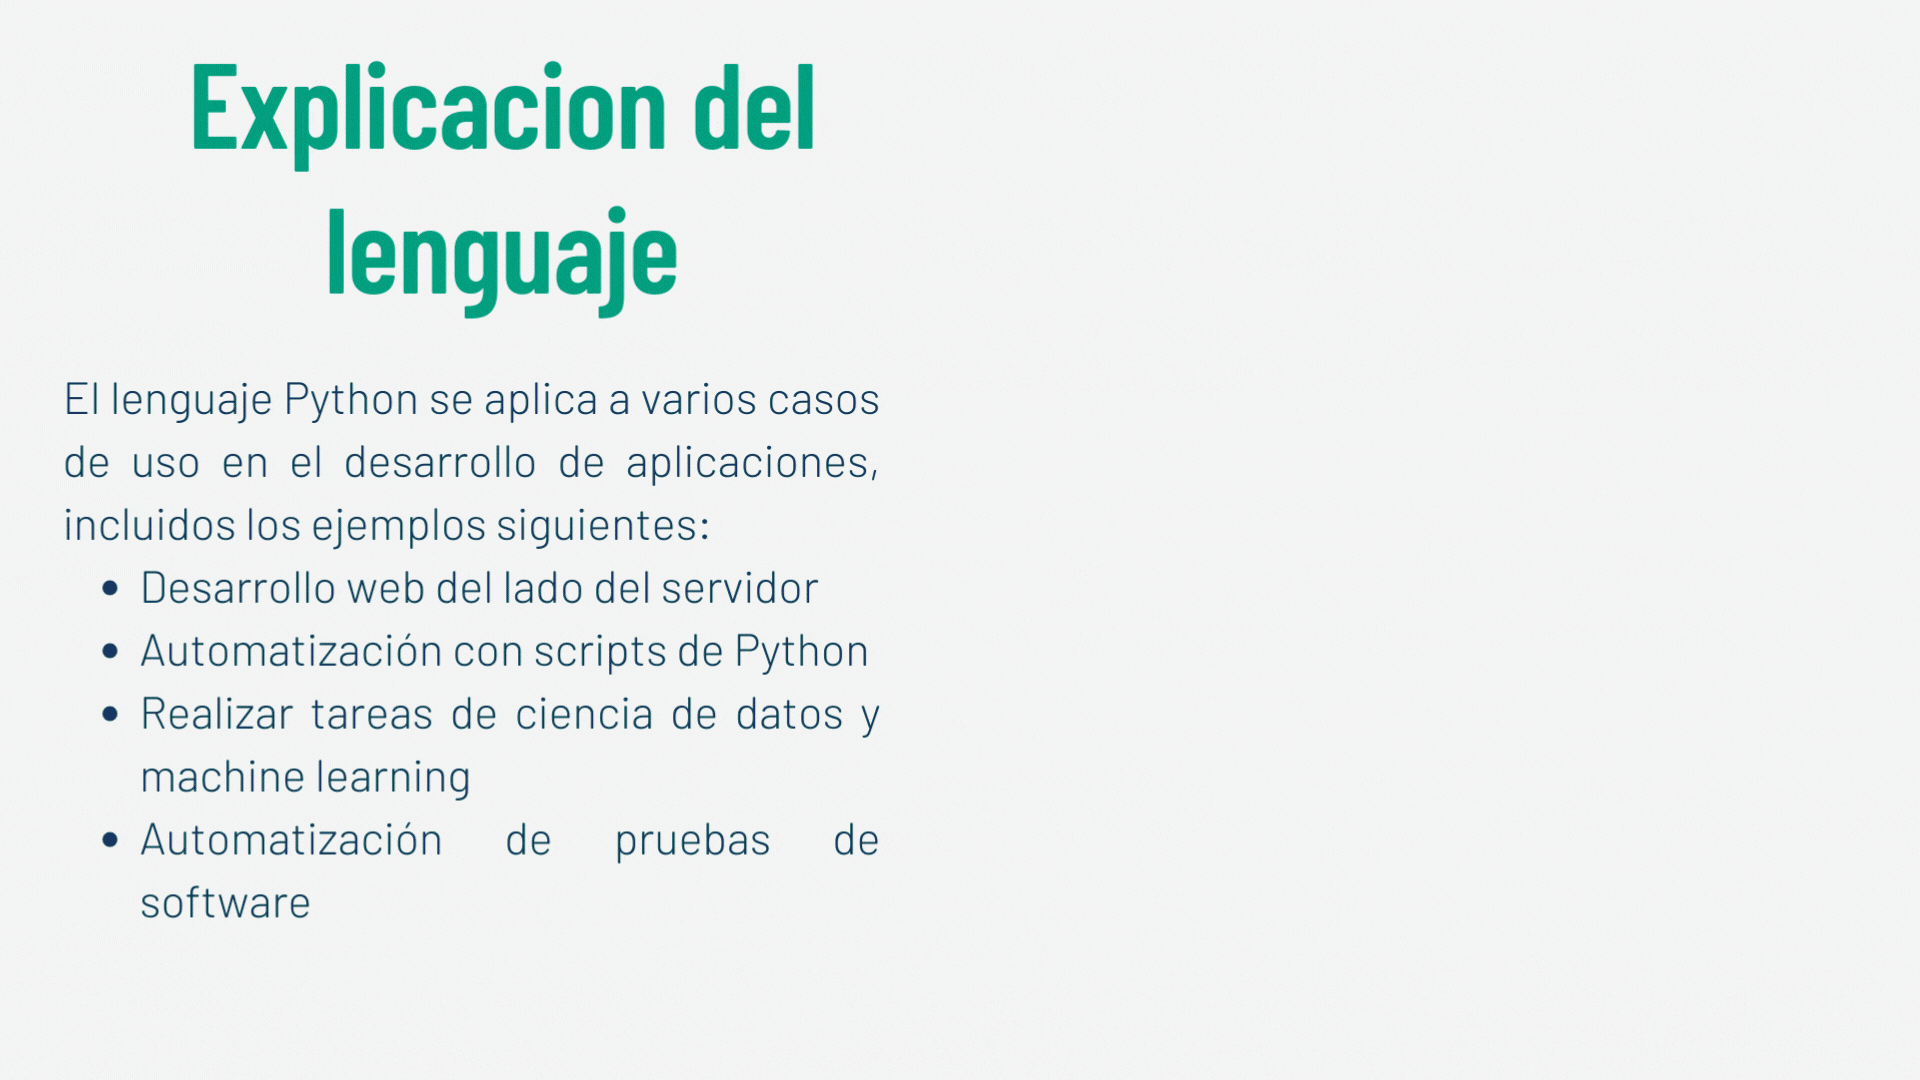 Explicacion del
lenguaje
El lenguaje Python se aplica a varios casos
de uso en el desarrollo de aplicaciones,
incluidos los ejemplos siguientes:
• Desarrollo web del lado del servidor
• Automatización con scripts de Python
• Realizar tareas de ciencia de datos y
machine learning
• Automatización de pruebas de
software